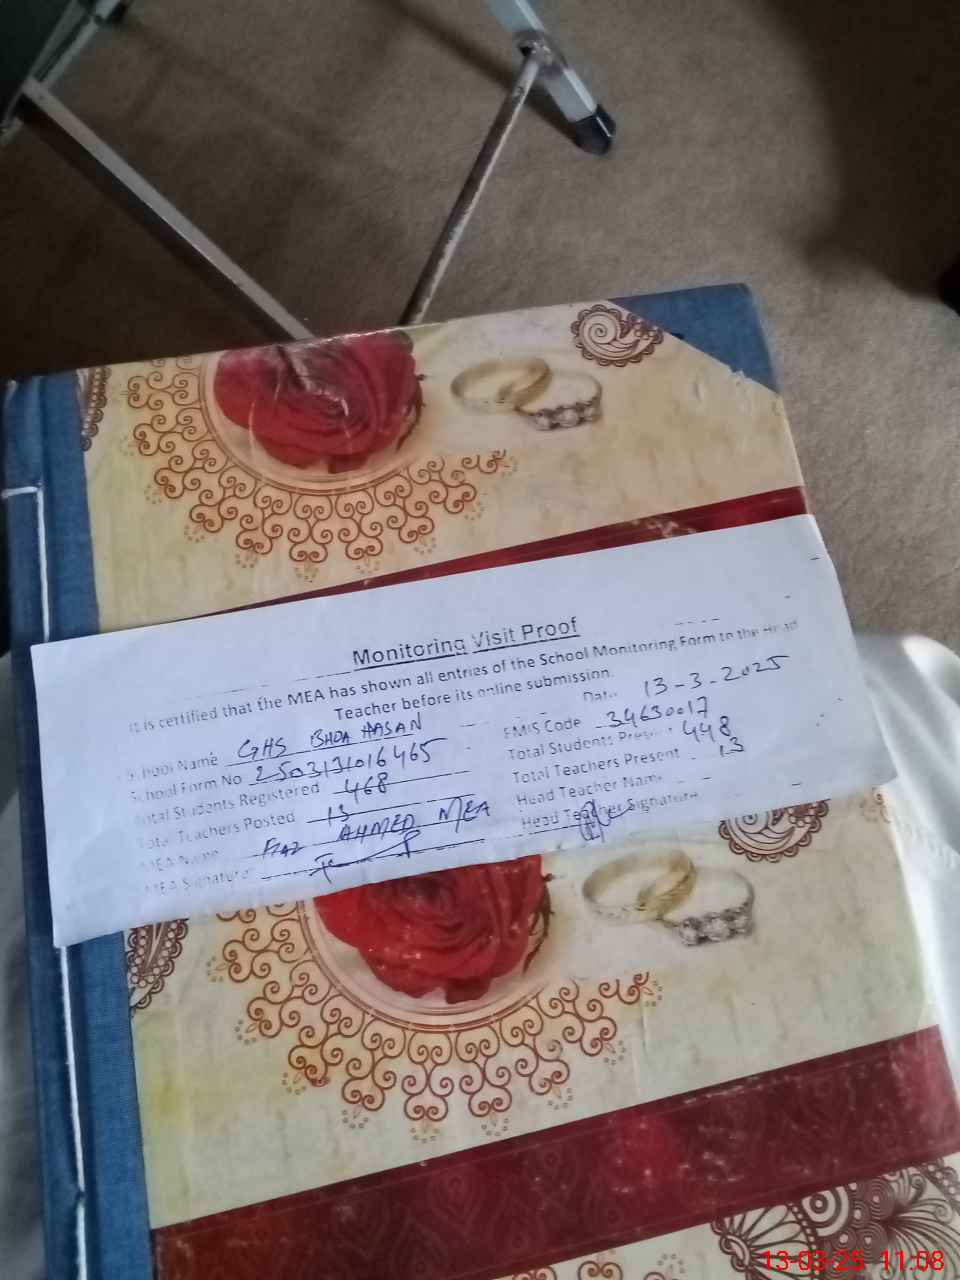 Monitoring Visit Proof
It is certified that the MEA has shown all entries of the School Monitoring Form to the Head
Teacher before its online submission.
Date 13-3-2025
School Name GHS BHOA HASAN
EMIS Code 34630017
School Form No 2503131016465
Total Students Present 448
Total Students Registered 468
Total Teachers Present 13
Total Teachers Posted 13
Head Teacher Name
MEA Name AHMED MEA
Head Teacher Signature
MEA Signature
13-03-25 11:08